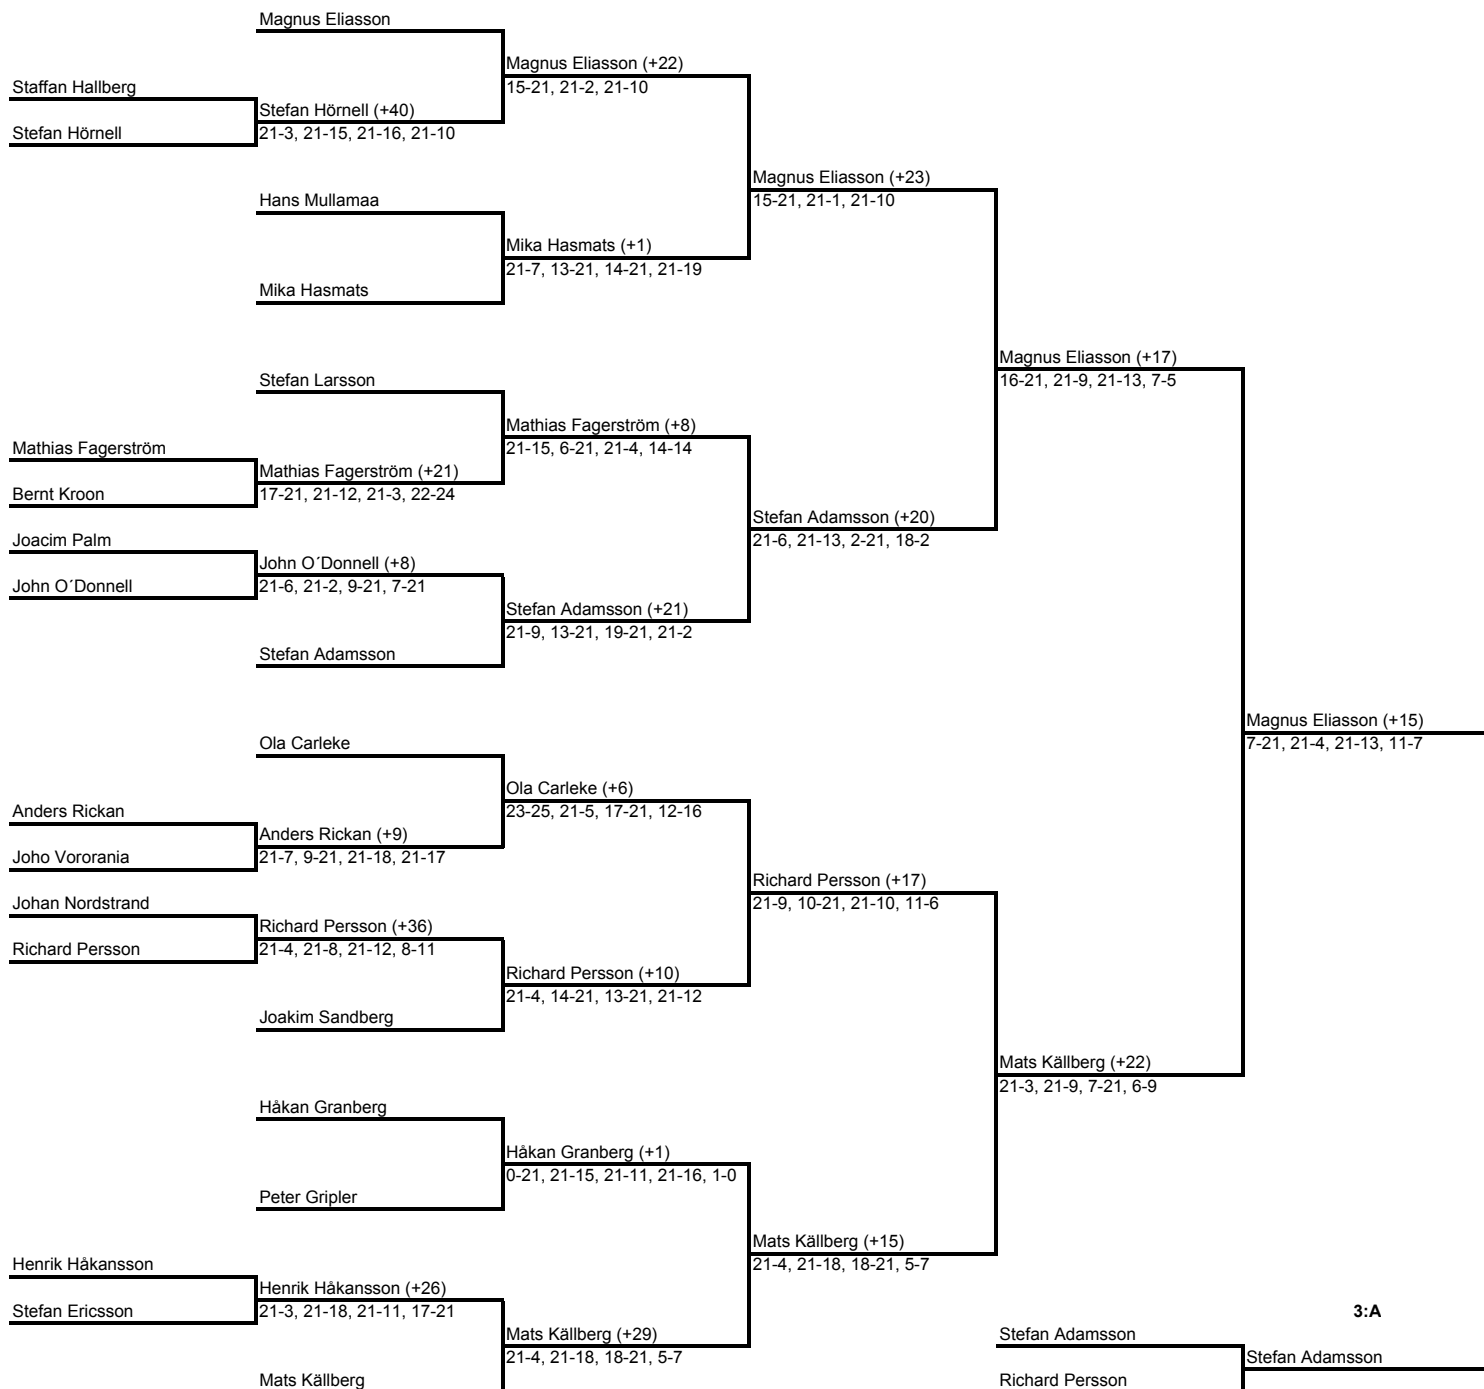 Magnus Eliasson
Magnus Eliasson (+22)
15-21, 21-2, 21-10
Staffan Hallberg
Stefan Hörnell (+40)
21-3, 21-15, 21-16, 21-10
Stefan Hörnell
Magnus Eliasson (+23)
15-21, 21-1, 21-10
Hans Mullamaa
Mika Hasmats (+1)
21-7, 13-21, 14-21, 21-19
Mika Hasmats
Magnus Eliasson (+17)
16-21, 21-9, 21-13, 7-5
Stefan Larsson
Mathias Fagerström (+8)
21-15, 6-21, 21-4, 14-14
Mathias Fagerström
Mathias Fagerström (+21)
17-21, 21-12, 21-3, 22-24
Bernt Kroon
Stefan Adamsson (+20)
21-6, 21-13, 2-21, 18-2
Joacim Palm
John O´Donnell (+8)
21-6, 21-2, 9-21, 7-21
John O´Donnell
Stefan Adamsson (+21)
21-9, 13-21, 19-21, 21-2
Stefan Adamsson
Magnus Eliasson (+15)
7-21, 21-4, 21-13, 11-7
Ola Carleke
Ola Carleke (+6)
23-25, 21-5, 17-21, 12-16
Anders Rickan
Anders Rickan (+9)
21-7, 9-21, 21-18, 21-17
Joho Vororania
Richard Persson (+17)
21-9, 10-21, 21-10, 11-6
Johan Nordstrand
Richard Persson (+36)
21-4, 21-8, 21-12, 8-11
Richard Persson
Richard Persson (+10)
21-4, 14-21, 13-21, 21-12
Joakim Sandberg
Mats Källberg (+22)
21-3, 21-9, 7-21, 6-9
Håkan Granberg
Håkan Granberg (+1)
0-21, 21-15, 21-11, 21-16, 1-0
Peter Gripler
Mats Källberg (+15)
21-4, 21-18, 18-21, 5-7
Henrik Håkansson
Henrik Håkansson (+26)
21-3, 21-18, 21-11, 17-21
Stefan Ericsson
Mats Källberg (+29)
21-4, 21-18, 18-21, 5-7
Mats Källberg
3:A
Stefan Adamsson
Stefan Adamsson
Richard Persson